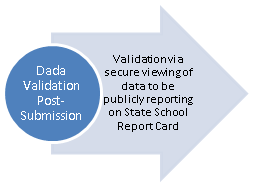 Dada
Validation
Post-
Submission
Validation via
secure viewing of
data to be
publicly reporting
on State School
Report Card